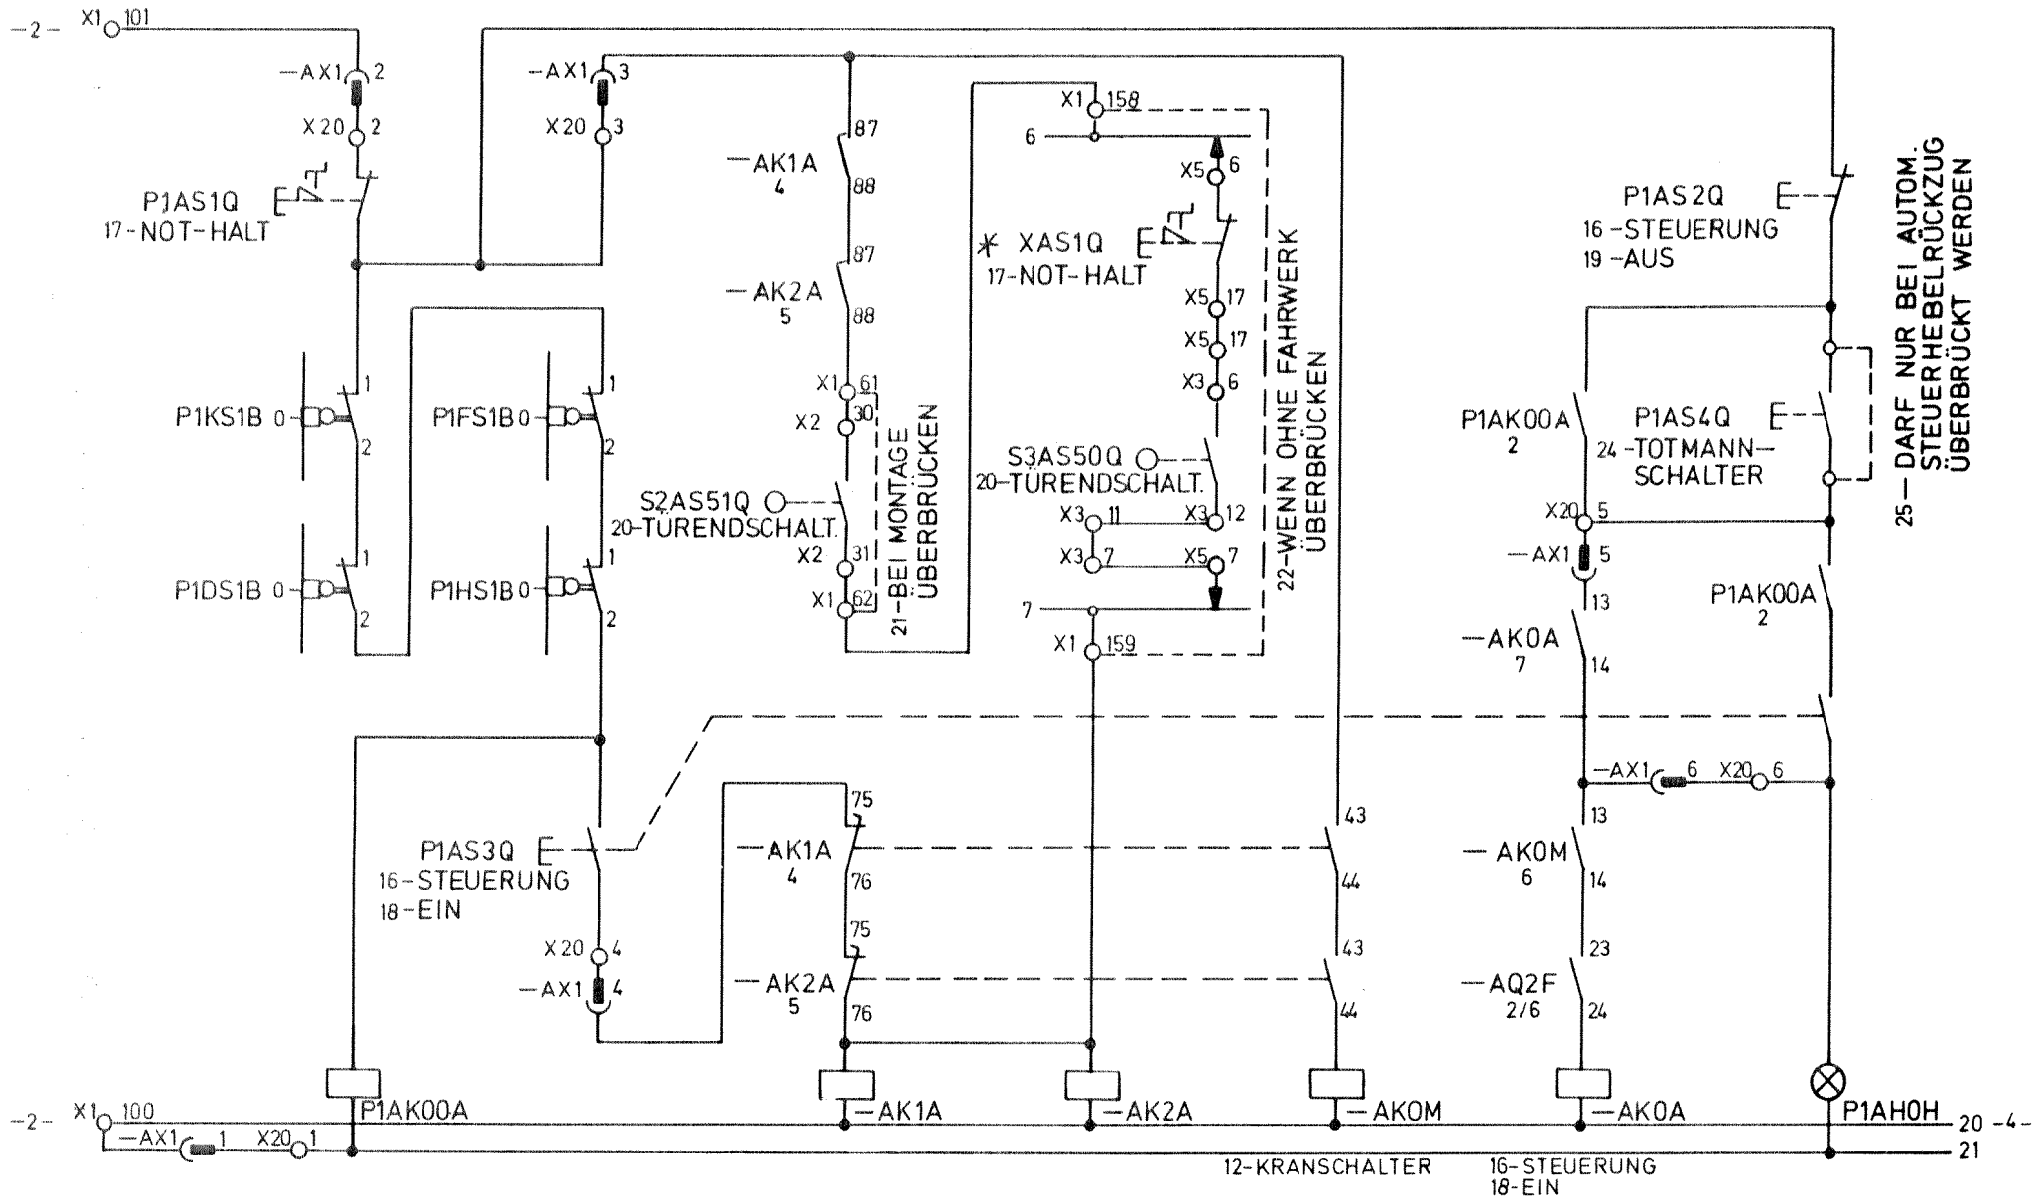 -2- X1 101
-AX1 2
X20 2
P1AS1Q
17-NOT-HALT
-AX1 3
X20 3
P1KS1B 0
1
2
P1DS1B 0
1
2
P1FS1B 0
1
2
P1HS1B 0
1
2
87
-AK1A
4
88
87
-AK2A
5
88
X1 61
X2 30
S2AS51Q
20-TÜRENDSCHALT.
X2 31
X1 62
21-BEI MONTAGE
ÜBERBRÜCKEN
X1 158
6
X5 6
* XAS1Q
17-NOT-HALT
X5 17
X5 17
X3 6
S3AS50Q
20-TÜRENDSCHALT.
X3 11 X3 12
X3 7 X5 7
7
X1 159
22-WENN OHNE FAHRWERK
ÜBERBRÜCKEN
P1AS2Q
16-STEUERUNG
19-AUS
P1AK00A
2
P1AS4Q
24-TOTMANN-
SCHALTER
25-DARF NUR BEI AUTOM.
STEUERHEBELRÜCKZUG
ÜBERBRÜCKT WERDEN
X20 5
-AX1 5
13
-AK0A
7
14
P1AK00A
2
-AX1 6 X20 6
P1AS3Q
16-STEUERUNG
18-EIN
X20 4
-AX1 4
75
-AK1A
4
76
75
-AK2A
5
76
43
44
43
44
13
-AK0M
6
14
23
-AQ2F
2/6
24
P1AK00A
-AK1A
-AK2A
-AK0M
-AK0A
P1AH0H
-2- X1 100
20 -4-
-AX1 1 X20 1
21
12-KRANSCHALTER
16-STEUERUNG
18-EIN